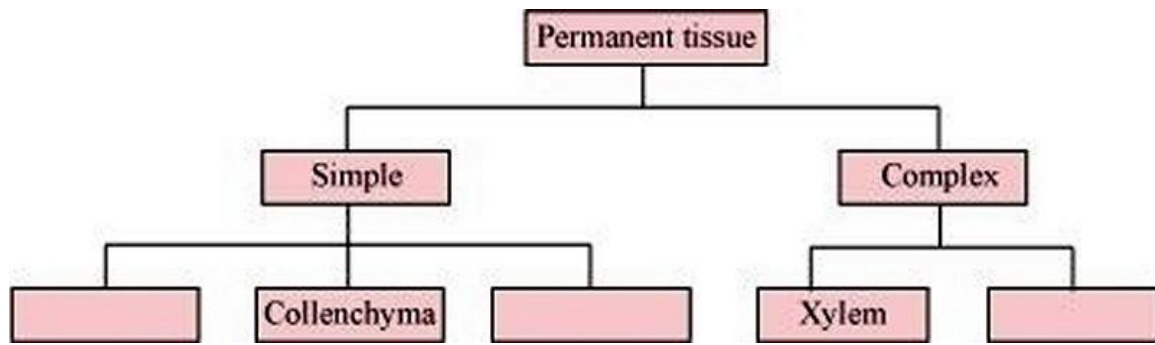 Permanent tissue
Simple
Complex
Collenchyma
Xylem